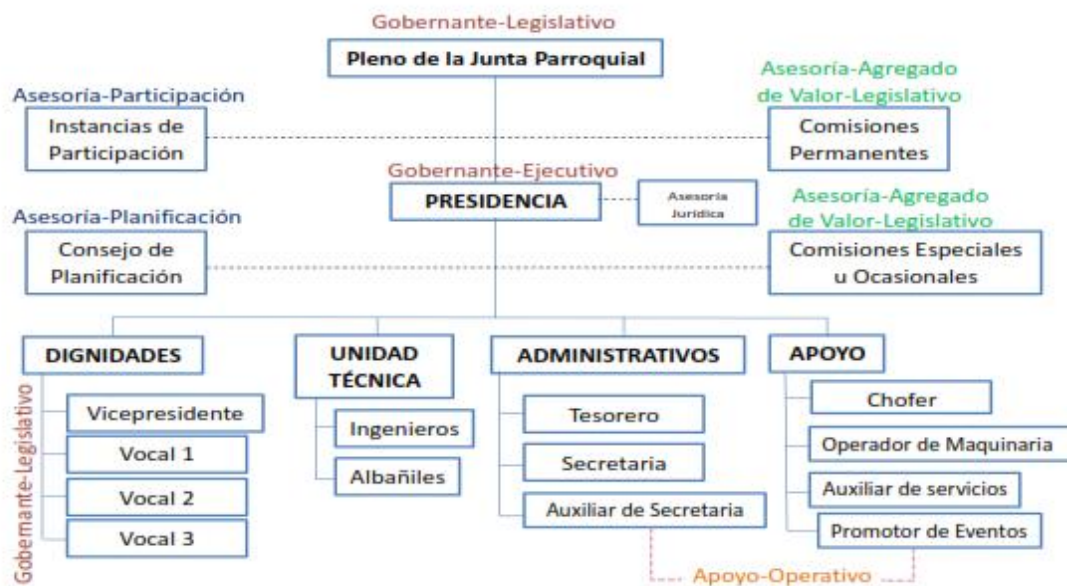 Gobernante-Legislativo
Pleno de la Junta Parroquial
Asesoría-Participación
Instancias de
Participación
Asesoría-Agregado
de Valor-Legislativo
Comisiones
Permanentes
Gobernante-Ejecutivo
PRESIDENCIA
Asesoría
Jurídica
Asesoría-Planificación
Consejo de
Planificación
Asesoría-Agregado
de Valor-Legislativo
Comisiones Especiales
u Ocasionales
DIGNIDADES
Gobernante-Legislativo
Vicepresidente
Vocal 1
Vocal 2
Vocal 3
UNIDAD
TÉCNICA
Ingenieros
Albañiles
ADMINISTRATIVOS
Tesorero
Secretaria
Auxiliar de Secretaria
APOYO
Chofer
Operador de Maquinaria
Auxiliar de servicios
Promotor de Eventos
Apoyo-Operativo